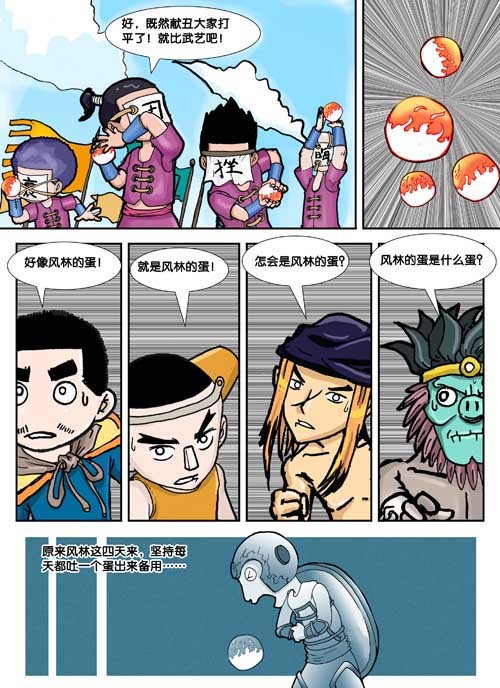 好，既然献丑大家打
平了！就比武艺吧！
好像风林的蛋！
就是风林的蛋！
怎会是风林的蛋？
风林的蛋是什么蛋？
原来风林这四天来，坚持每
天都吐一个蛋出来备用……